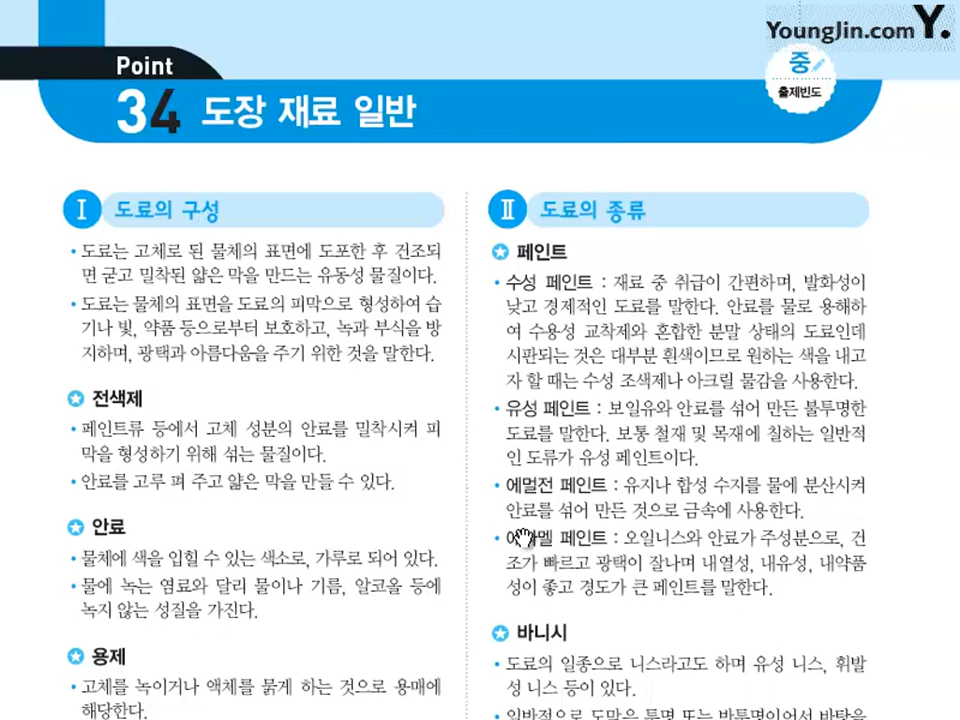 YoungJin.com Y.
Point
중
출제빈도
34 도장 재료 일반
Ⅰ 도료의 구성
• 도료는 고체로 된 물체의 표면에 도포한 후 건조되
면 굳고 밀착된 얇은 막을 만드는 유동성 물질이다.
• 도료는 물체의 표면을 도료의 피막으로 형성하여 습
기나 빛, 약품 등으로부터 보호하고, 녹과 부식을 방
지하며, 광택과 아름다움을 주기 위한 것을 말한다.
전색제
• 페인트류 등에서 고체 성분의 안료를 밀착시켜 피
막을 형성하기 위해 섞는 물질이다.
• 안료를 고루 펴 주고 얇은 막을 만들 수 있다.
안료
• 물체에 색을 입힐 수 있는 색소로, 가루로 되어 있다.
• 물에 녹는 염료와 달리 물이나 기름, 알코올 등에
녹지 않는 성질을 가진다.
용제
• 고체를 녹이거나 액체를 묽게 하는 것으로 용매에
해당한다.
Ⅱ 도료의 종류
페인트
• 수성 페인트 : 재료 중 취급이 간편하며, 발화성이
낮고 경제적인 도료를 말한다. 안료를 물로 용해하
여 수용성 교착제와 혼합한 분말 상태의 도료인데
시판되는 것은 대부분 흰색이므로 원하는 색을 내고
자 할 때는 수성 조색제나 아크릴 물감을 사용한다.
• 유성 페인트 : 보일유와 안료를 섞어 만든 불투명한
도료를 말한다. 보통 철재 및 목재에 칠하는 일반적
인 도류가 유성 페인트이다.
• 에멀전 페인트 : 유지나 합성 수지를 물에 분산시켜
안료를 섞어 만든 것으로 금속에 사용한다.
• 페인트 : 오일니스와 안료가 주성분으로, 건
조가 빠르고 광택이 잘나며 내열성, 내유성, 내약품
성이 좋고 경도가 큰 페인트를 말한다.
바니시
• 도료의 일종으로 니스라고도 하며 유성 니스, 휘발
성 니스 등이 있다.
• 일반적으로 도막은 투명 또는 반투명이어서 바탕을